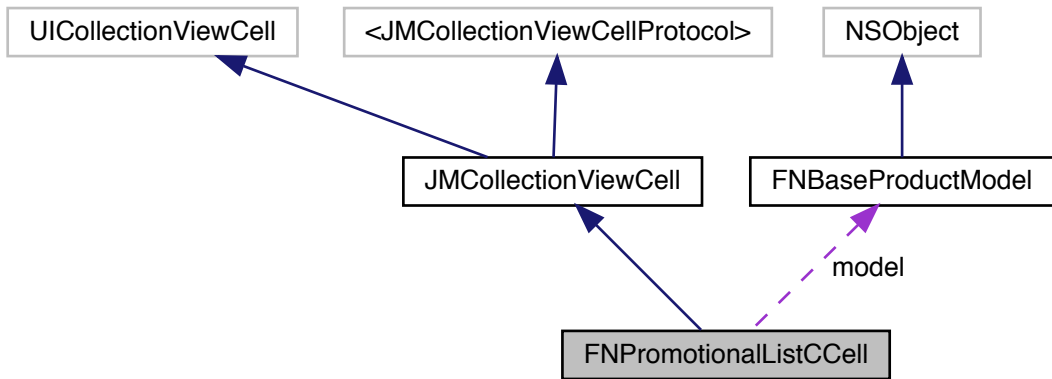 UICollectionViewCell
<JMCollectionViewCellProtocol>
NSObject
JMCollectionViewCell
FNBaseProductModel
model
FNPromotionalListCCell